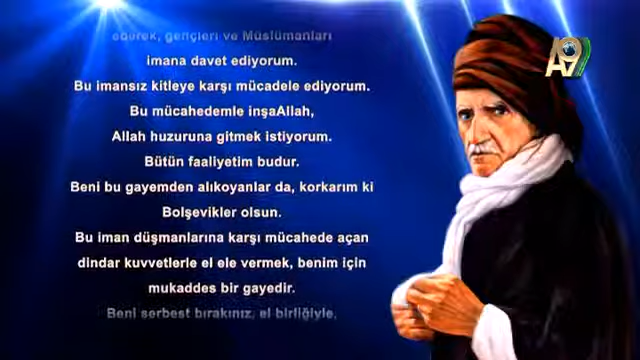 ederek, gençleri ve Müslümanları
imana davet ediyorum.
Bu imansız kitleye karşı mücadele ediyorum.
Bu mücahedemle inşaAllah,
Allah huzuruna gitmek istiyorum.
Bütün faaliyetim budur.
Beni bu gayemden alıkoyanlar da, korkarım ki
Bolşevikler olsun.
Bu iman düşmanlarına karşı mücahede açan
dindar kuvvetlerle el ele vermek, benim için
mukaddes bir gayedir.
Beni serbest bırakınız, el birliğiyle,
A9